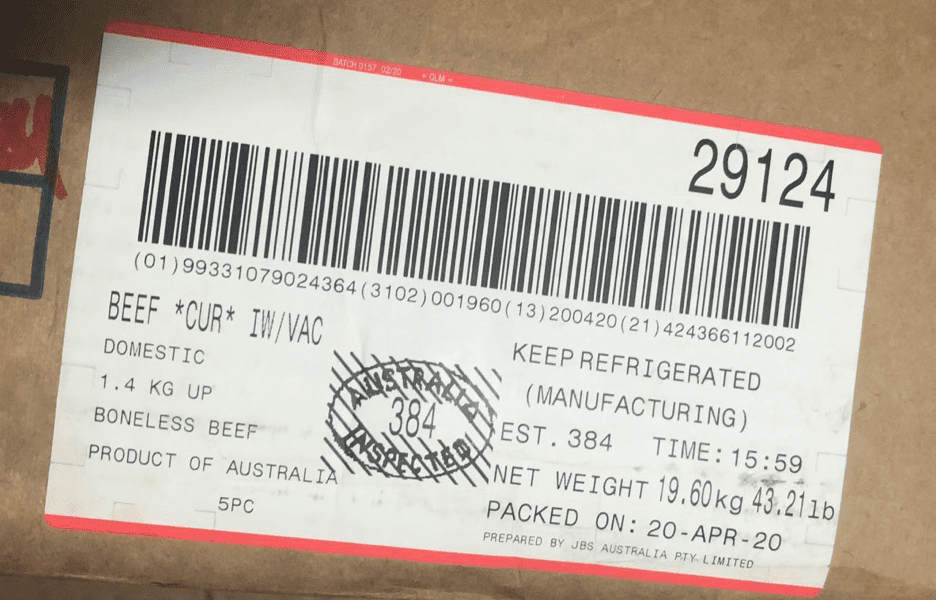 BATCH 0157 02/20 * QLM *
29124
(01)99331079024364(3102)001960(13)200420(21)424366112002
BEEF *CUR* IW/VAC
DOMESTIC
1.4 KG UP
BONELESS BEEF
PRODUCT OF AUSTRALIA
5PC
AUSTRALIA
384
INSPECTED
KEEP REFRIGERATED
(MANUFACTURING)
EST. 384 TIME: 15:59
NET WEIGHT 19.60kg 43.21lb
PACKED ON: 20-APR-20
PREPARED BY JBS AUSTRALIA PTY. LIMITED